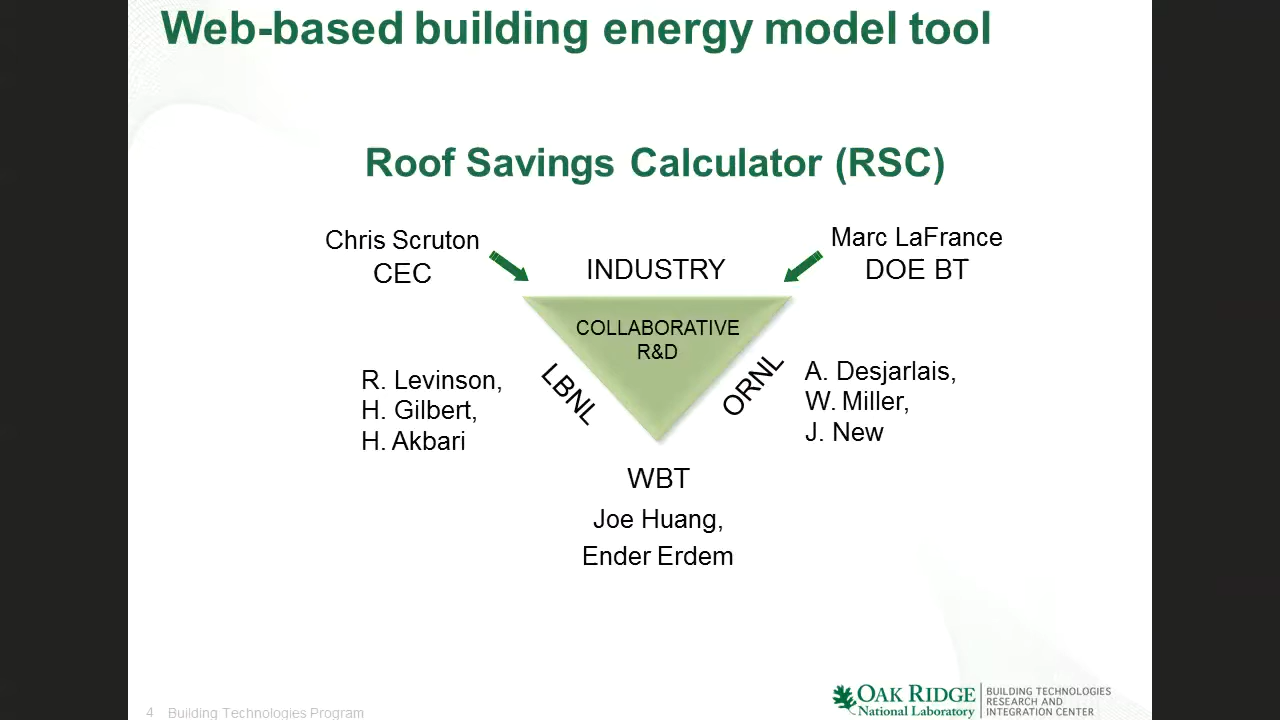 Web-based building energy model tool
Roof Savings Calculator (RSC)
Chris Scruton
CEC
INDUSTRY
Marc LaFrance
DOE BT
COLLABORATIVE
R&D
LBNL
ORNL
R. Levinson,
H. Gilbert,
H. Akbari
A. Desjarlais,
W. Miller,
J. New
WBT
Joe Huang,
Ender Erdem
4 Building Technologies Program
OAK RIDGE
National Laboratory
BUILDING TECHNOLOGIES
RESEARCH AND
INTEGRATION CENTER